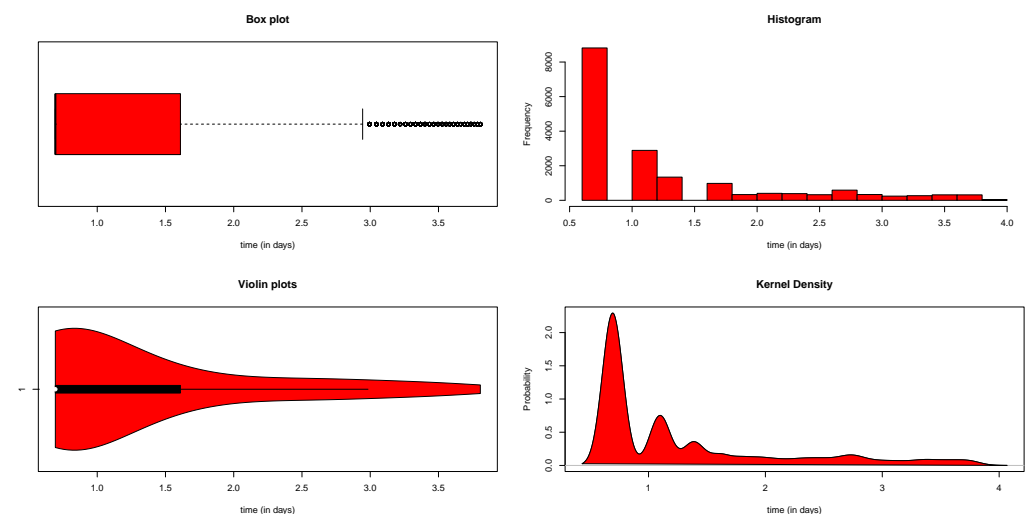 Box plot
1.0 1.5 2.0 2.5 3.0 3.5
time (in days)
Histogram
Frequency
0 2000 4000 6000 8000
0.5 1.0 1.5 2.0 2.5 3.0 3.5 4.0
time (in days)
Violin plots
1
1.0 1.5 2.0 2.5 3.0 3.5
time (in days)
Kernel Density
Probability
0.0 0.5 1.0 1.5 2.0
1 2 3 4
time (in days)